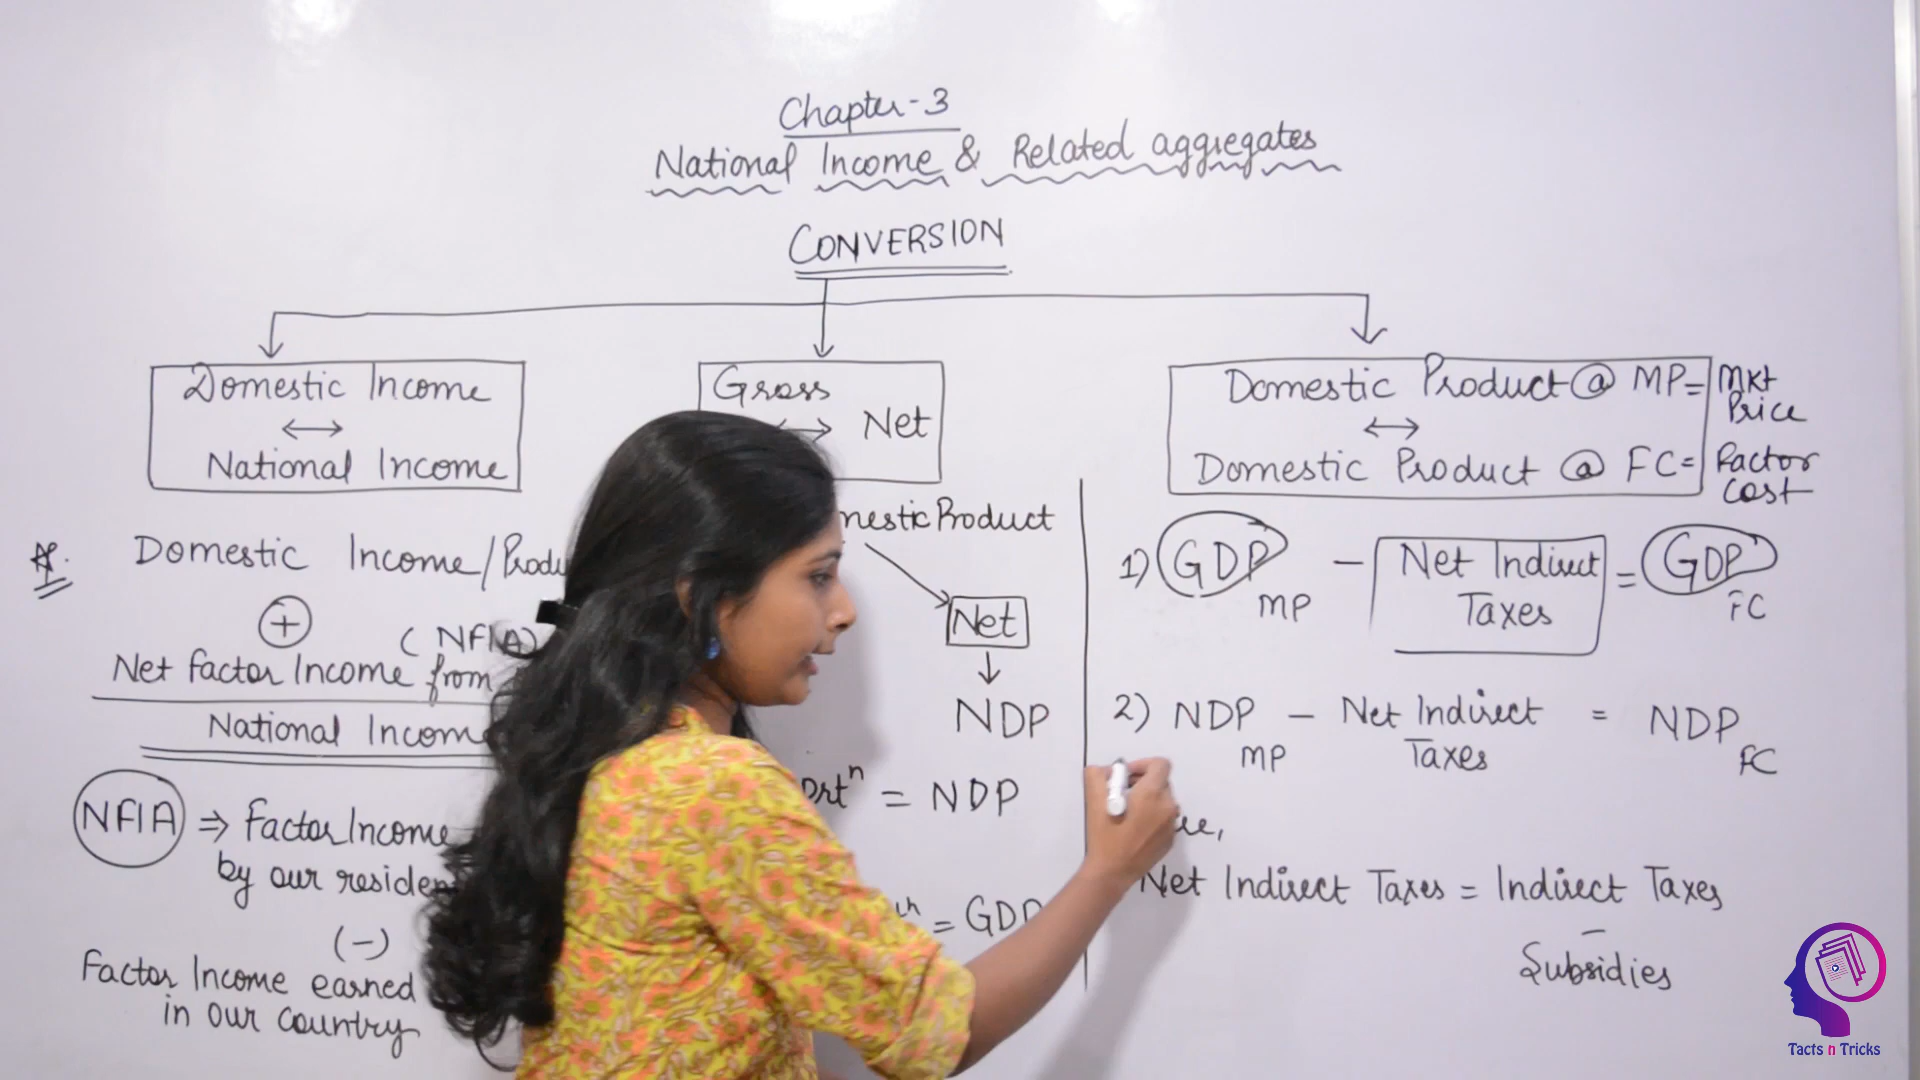 Chapter-3
National Income & Related aggregates
CONVERSION
Domestic Income
↔
National Income
Gross
↔ Net
Domestic Product @ MP = Mkt Price
↔
Domestic Product @ FC = Factor Cost
Domestic Income/
+
(NFIA)
Net factor Income from
National Income
NFIA ⇒ Factor Income
by our
(-)
Factor Income earned
in our country
Product
Net
↓
NDP
= NDP
= GDP
1) GDP MP - Net Indirect Taxes = GDP FC
2) NDP MP - Net Indirect Taxes = NDP FC
Net Indirect Taxes = Indirect Taxes
-
Subsidies
Tacts n Tricks